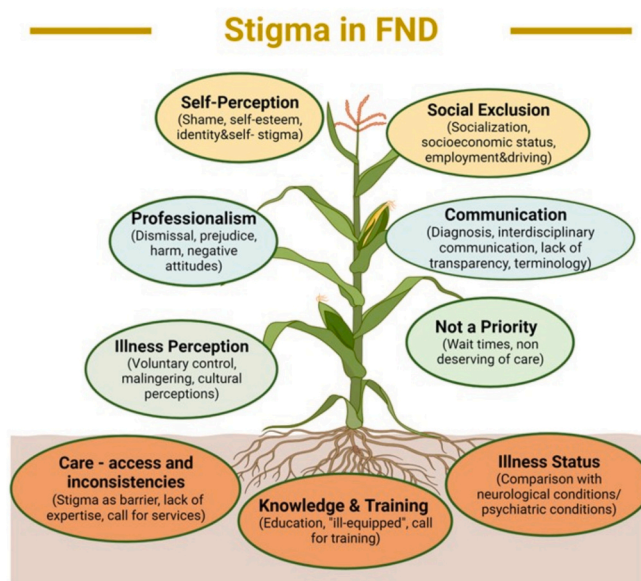 Stigma in FND
Self-Perception
(Shame, self-esteem,
identity&self- stigma)
Social Exclusion
(Socialization,
socioeconomic status,
employment&driving)
Professionalism
(Dismissal, prejudice,
harm, negative
attitudes)
Communication
(Diagnosis, interdisciplinary
communication, lack of
transparency, terminology)
Illness Perception
(Voluntary control,
malingering, cultural
perceptions)
Not a Priority
(Wait times, non
deserving of care)
Care - access and
inconsistencies
(Stigma as barrier, lack of
expertise, call for services)
Knowledge & Training
(Education, "ill-equipped", call
for training)
Illness Status
(Comparison with
neurological conditions/
psychiatric conditions)